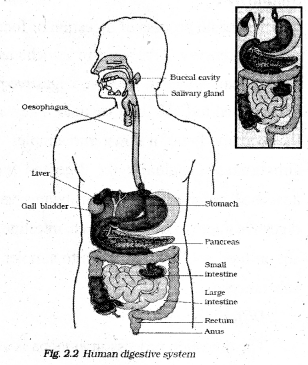 Buccal cavity
Salivary gland
Oesophagus
Liver
Gall bladder
Stomach
Pancreas
Small
intestine
Large
intestine
Rectum
Anus
Fig. 2.2 Human digestive system